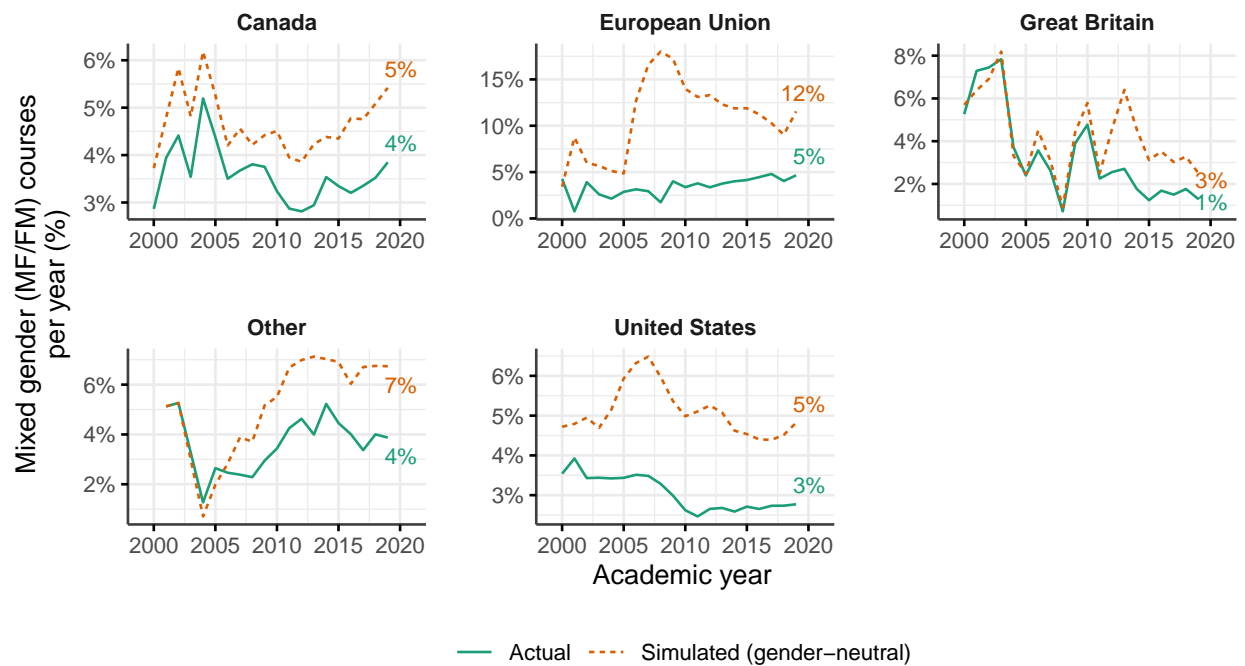 Canada
European Union
Great Britain
6%
5%
4%
3%
5%
4%
2000 2005 2010 2015 2020
15%
10%
5%
0%
12%
5%
2000 2005 2010 2015 2020
8%
6%
4%
2%
3%
1%
2000 2005 2010 2015 2020
Mixed gender (MF/FM) courses
per year (%)
Other
United States
6%
4%
2%
7%
4%
2000 2005 2010 2015 2020
6%
5%
4%
3%
5%
3%
2000 2005 2010 2015 2020
Academic year
Actual
Simulated (gender−neutral)